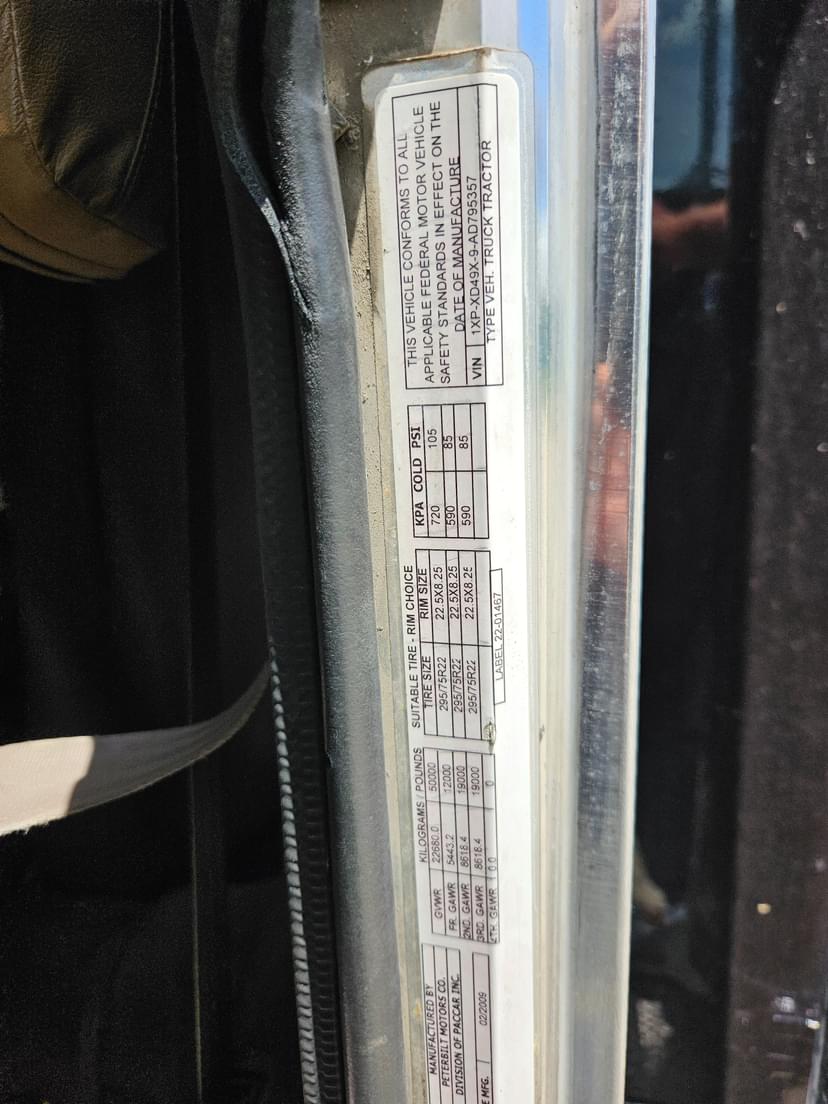 MANUFACTURED BY
PETERBILT MOTORS CO.
DIVISION OF PACCAR INC.
E MFG. 02/2009
KILOGRAMS / POUNDS
GVWR 22680.0 50000
FR. GAWR 5443.2 12000
2ND. GAWR 8618.4 19000
3RD. GAWR 8618.4 19000
4TH. GAWR 0.0 0
SUITABLE TIRE - RIM CHOICE
TIRE SIZE RIM SIZE
295/75R22 22.5X8.25
295/75R22 22.5X8.25
295/75R22 22.5X8.25
LABEL 22-01467
KPA COLD PSI
720 105
590 85
590 85
THIS VEHICLE CONFORMS TO ALL
APPLICABLE FEDERAL MOTOR VEHICLE
SAFETY STANDARDS IN EFFECT ON THE
DATE OF MANUFACTURE
VIN 1XP-XD49X-9-AD795357
TYPE VEH. TRUCK TRACTOR